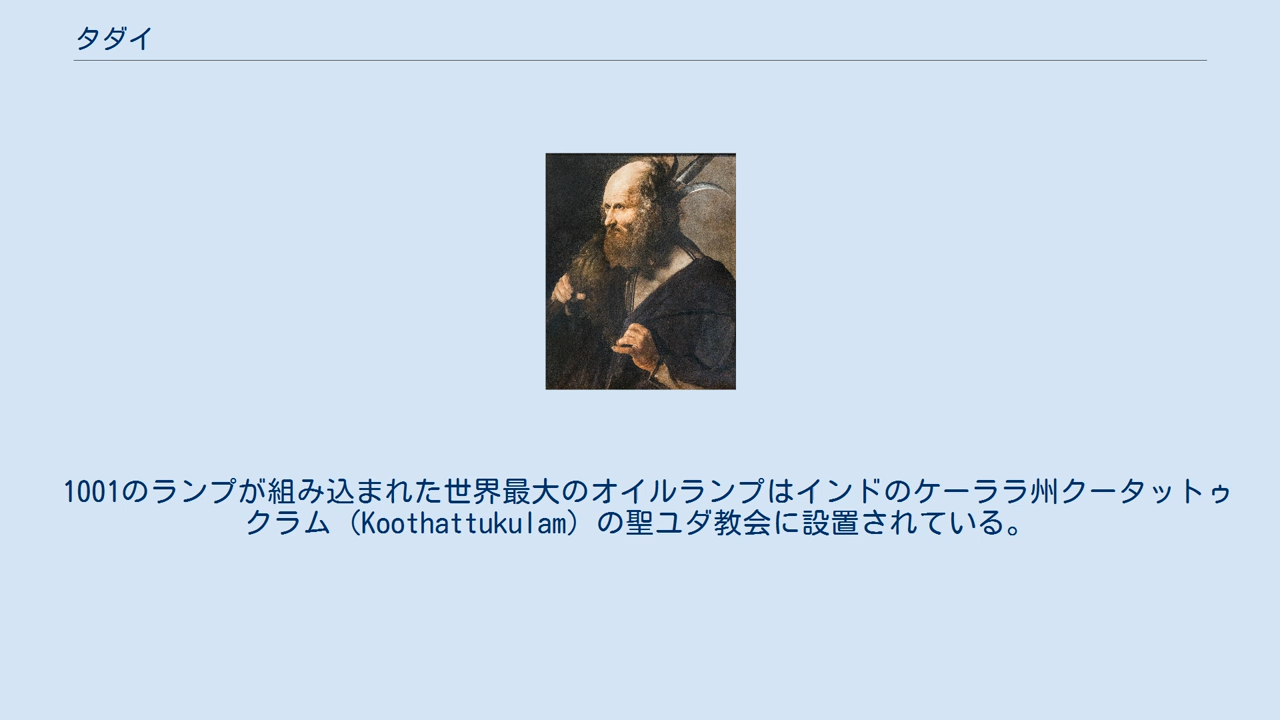 タダイ
1001のランプが組み込まれた世界最大のオイルランプはインドのケーララ州クータットゥ
クラム（Koothattukulam）の聖ユダ教会に設置されている。